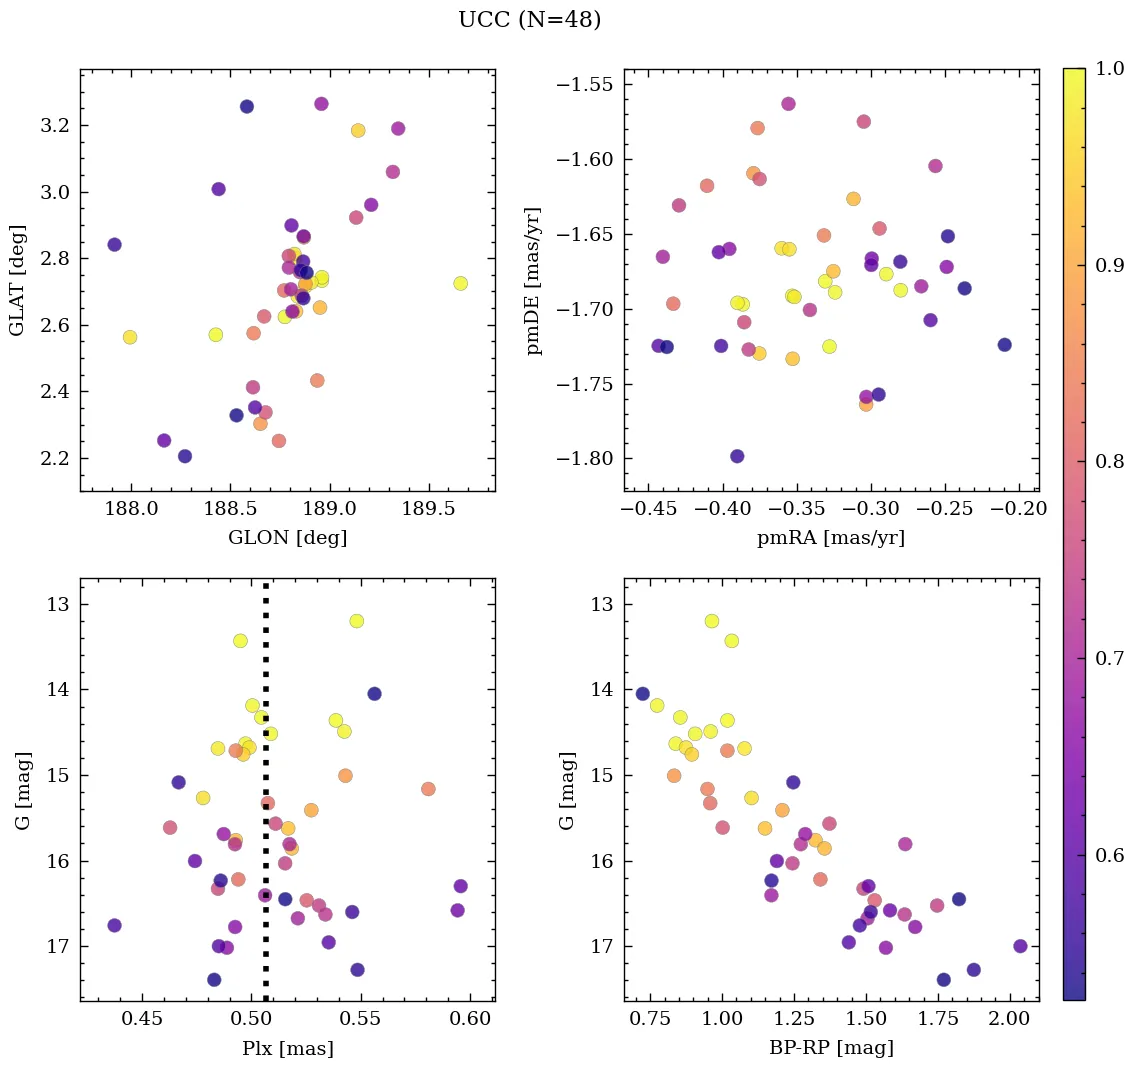 UCC (N=48)
3.2
3.0
2.8
2.6
2.4
2.2
GLAT [deg]
188.0 188.5 189.0 189.5
GLON [deg]
−1.55
−1.60
−1.65
−1.70
−1.75
−1.80
pmDE [mas/yr]
−0.45 −0.40 −0.35 −0.30 −0.25 −0.20
pmRA [mas/yr]
1.0
0.9
0.8
0.7
0.6
13
14
15
16
17
G [mag]
0.45 0.50 0.55 0.60
Plx [mas]
13
14
15
16
17
G [mag]
0.75 1.00 1.25 1.50 1.75 2.00
BP-RP [mag]